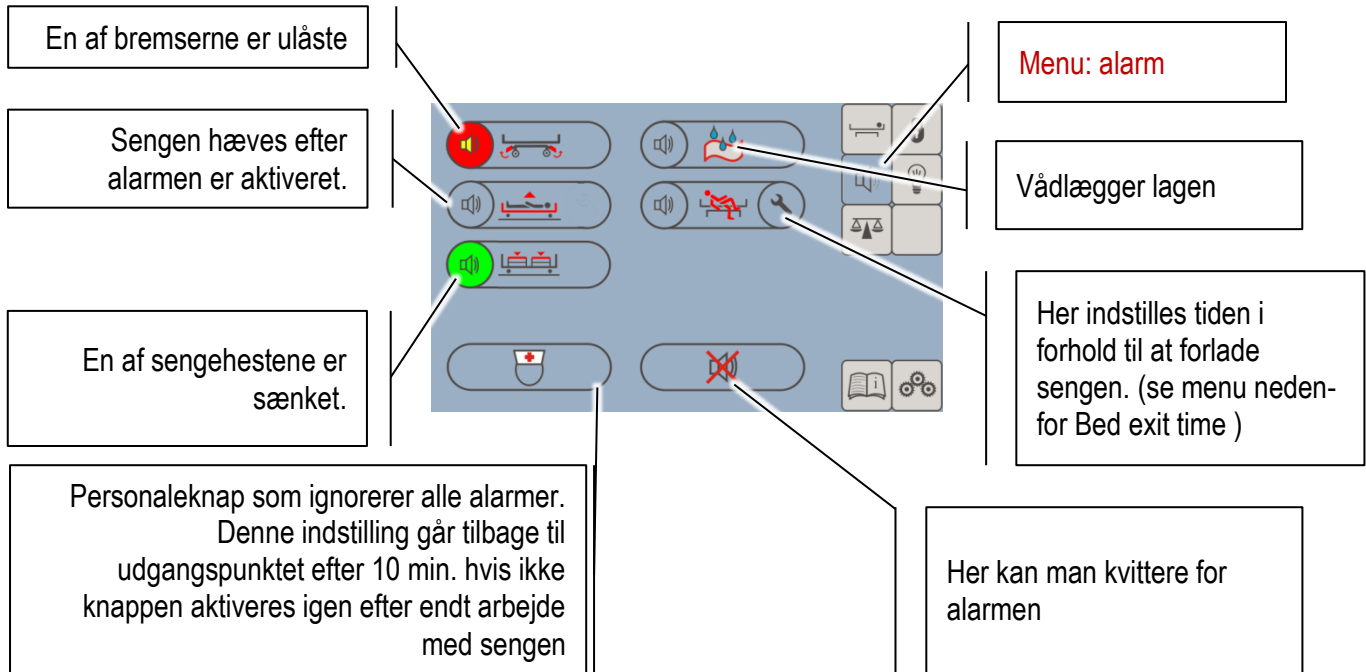 En af bremserne er ulåste
Sengen hæves efter
alarmen er aktiveret.
En af sengehestene er
sænket.
Personaleknap som ignorerer alle alarmer.
Denne indstilling går tilbage til
udgangspunktet efter 10 min. hvis ikke
knappen aktiveres igen efter endt arbejde
med sengen
Menu: alarm
Vådlægger lagen
Her indstilles tiden i
forhold til at forlade
sengen. (se menu neden-
for Bed exit time )
Her kan man kvittere for
alarmen
i